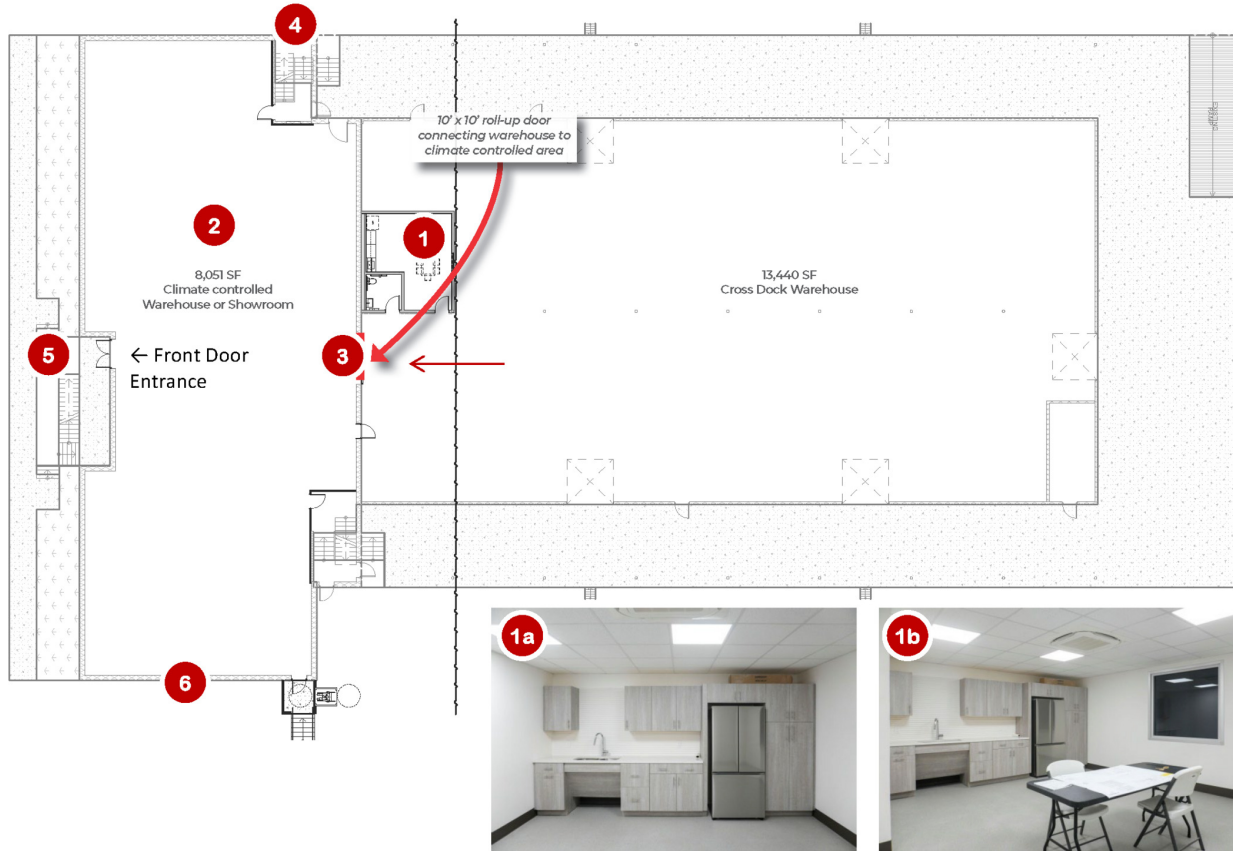 4
10' x 10' roll-up door
connecting warehouse to
climate controlled area
2
1
8,051 SF
Climate controlled
Warehouse or Showroom
13,440 SF
Cross Dock Warehouse
5
← Front Door
Entrance
3
6
1a
1b